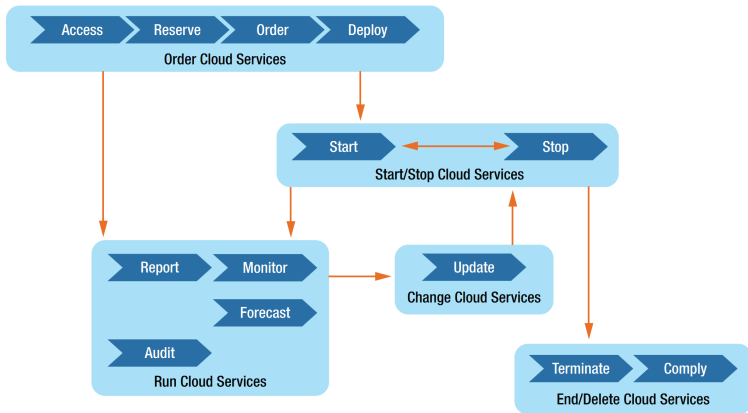 Access Reserve Order Deploy
Order Cloud Services
Start Stop
Start/Stop Cloud Services
Report Monitor
Forecast
Audit
Run Cloud Services
Update
Change Cloud Services
Terminate Comply
End/Delete Cloud Services